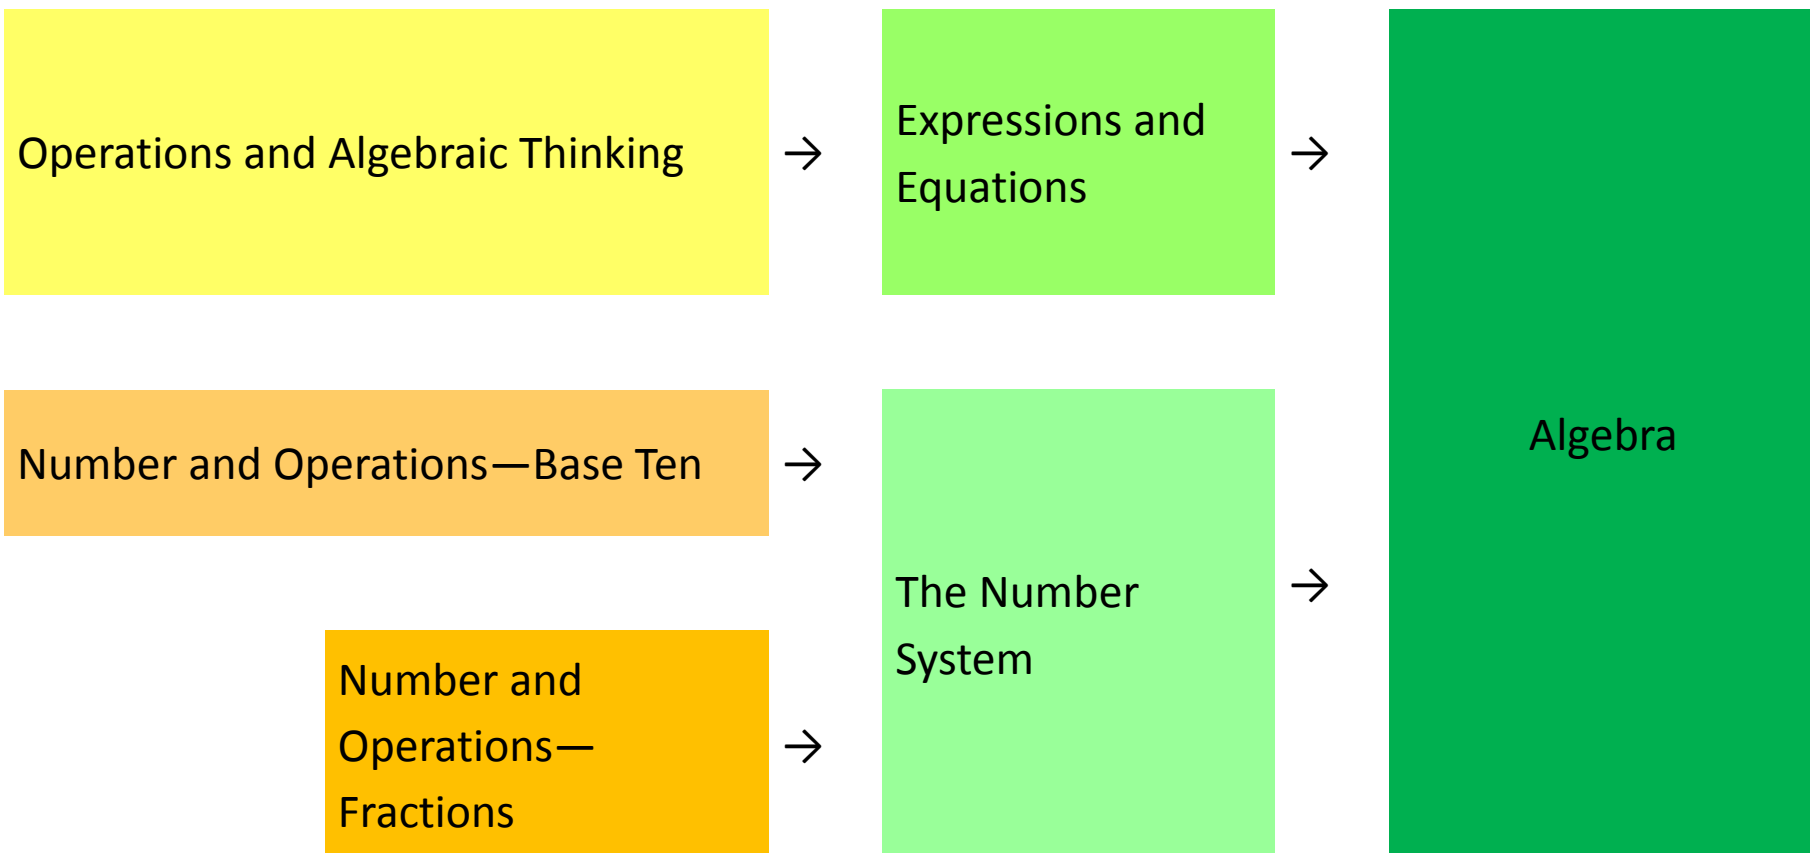 Operations and Algebraic Thinking
→
Expressions and
Equations
→
Number and Operations—Base Ten
→
The Number
System
→
Number and
Operations—
Fractions
→
Algebra